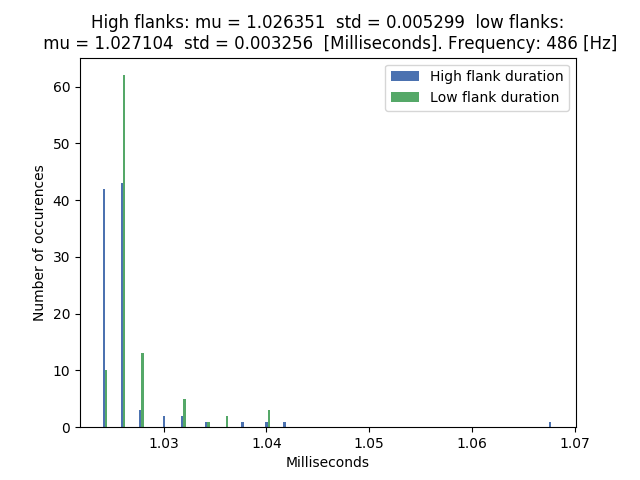 High flanks: mu = 1.026351  std = 0.005299  low flanks:
mu = 1.027104  std = 0.003256  [Milliseconds]. Frequency: 486 [Hz]
High flank duration
Low flank duration
Number of occurences
60
50
40
30
20
10
0
1.03 1.04 1.05 1.06 1.07
Milliseconds